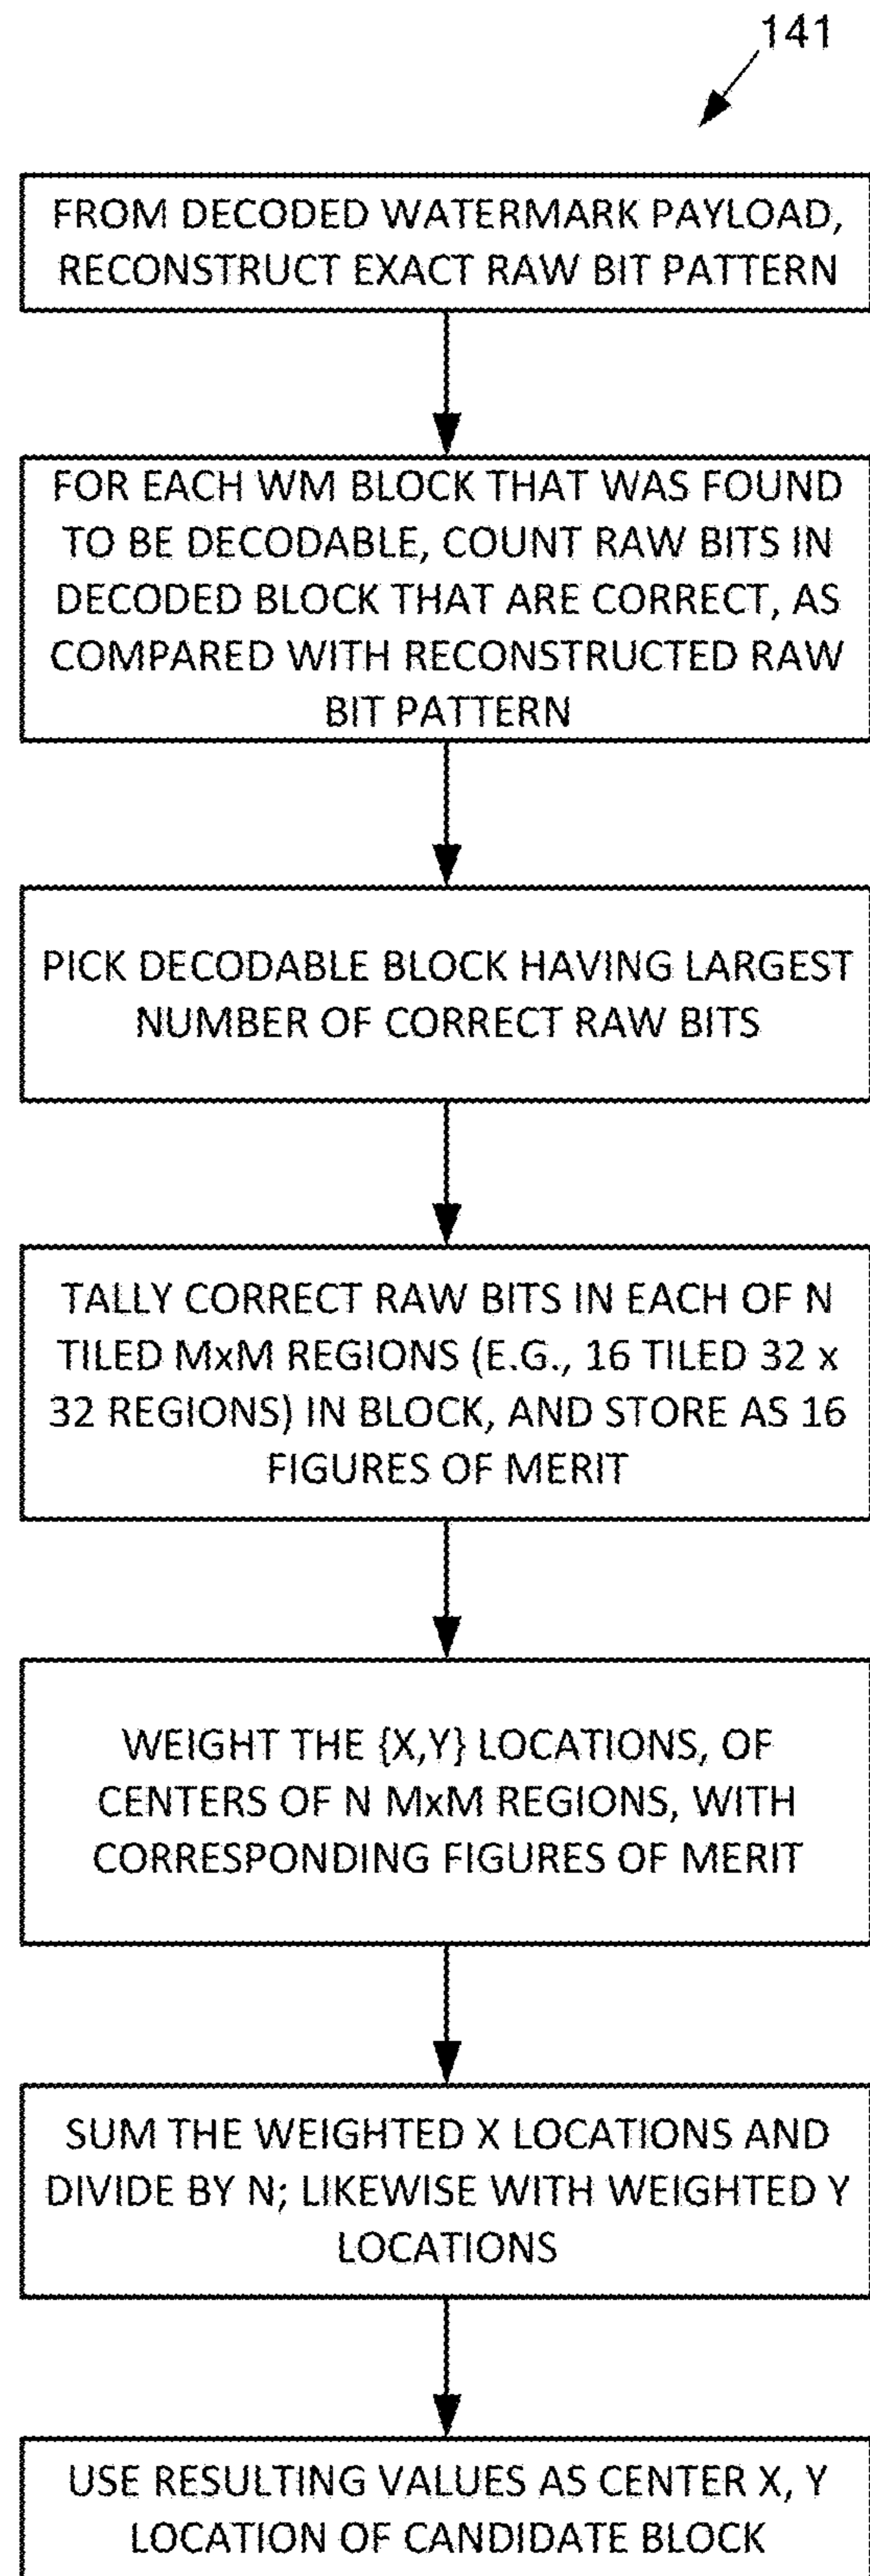 141
FROM DECODED WATERMARK PAYLOAD,
RECONSTRUCT EXACT RAW BIT PATTERN
FOR EACH WM BLOCK THAT WAS FOUND
TO BE DECODABLE, COUNT RAW BITS IN
DECODED BLOCK THAT ARE CORRECT, AS
COMPARED WITH RECONSTRUCTED RAW
BIT PATTERN
PICK DECODABLE BLOCK HAVING LARGEST
NUMBER OF CORRECT RAW BITS
TALLY CORRECT RAW BITS IN EACH OF N
TILED MxM REGIONS (E.G., 16 TILED 32 x
32 REGIONS) IN BLOCK, AND STORE AS 16
FIGURES OF MERIT
WEIGHT THE {X,Y} LOCATIONS, OF
CENTERS OF N MxM REGIONS, WITH
CORRESPONDING FIGURES OF MERIT
SUM THE WEIGHTED X LOCATIONS AND
DIVIDE BY N; LIKEWISE WITH WEIGHTED Y
LOCATIONS
USE RESULTING VALUES AS CENTER X, Y
LOCATION OF CANDIDATE BLOCK